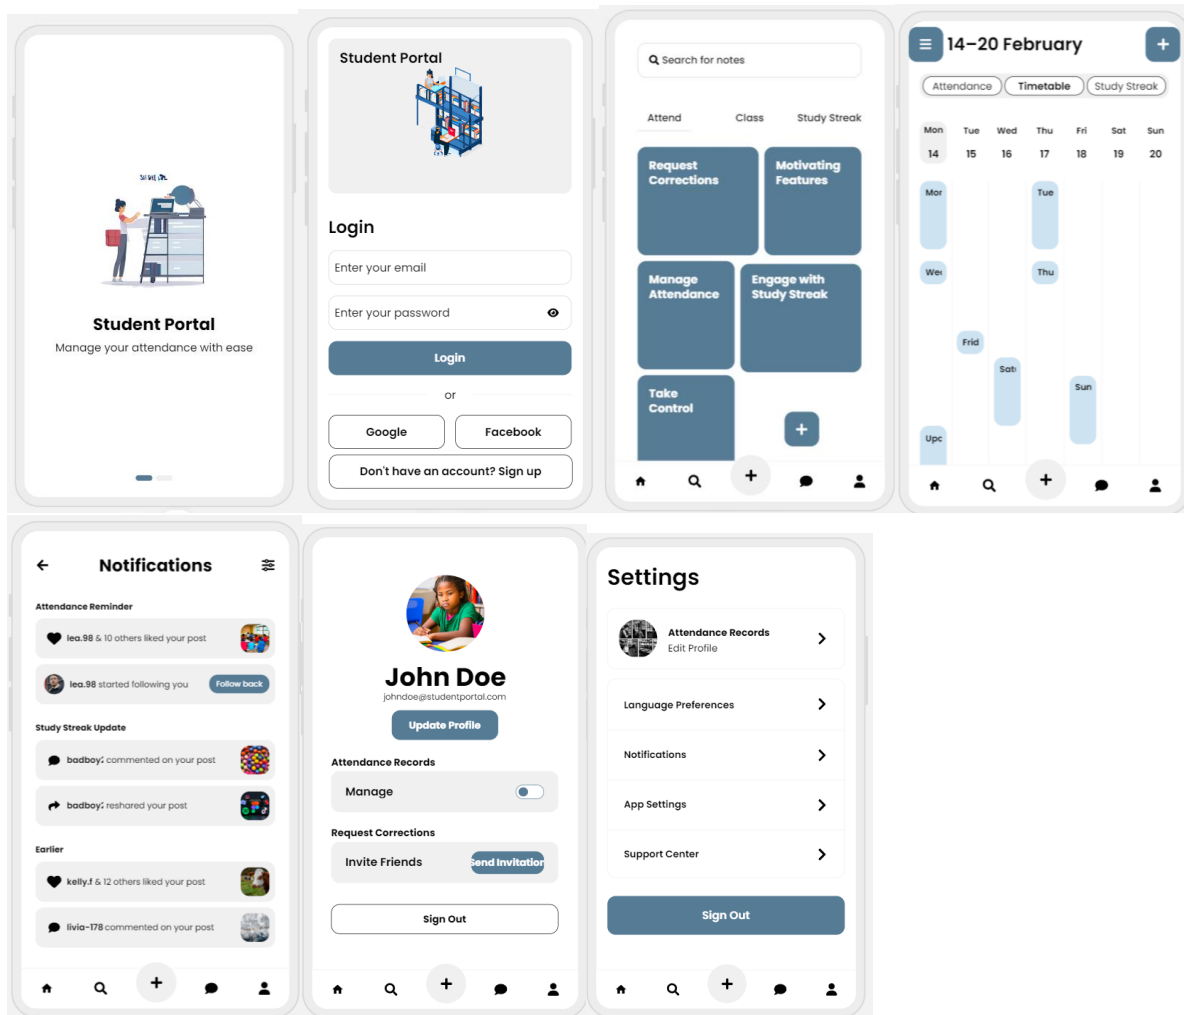 Student Portal
Manage your attendance with ease
Student Portal
Login
Enter your email
Enter your password
Login
or
Google
Facebook
Don't have an account? Sign up
Search for notes
Attend
Class
Study Streak
Request
Corrections
Motivating
Features
Manage
Attendance
Engage with
Study Streak
Take
Control
14–20 February
Attendance
Timetable
Study Streak
Mon Tue Wed Thu Fri Sat Sun
14 15 16 17 18 19 20
Mor
Tue
We
Thu
Frid
Sat
Sun
Upc
Notifications
Attendance Reminder
lea.98 & 10 others liked your post
lea.98 started following you
Follow back
Study Streak Update
badboy: commented on your post
badboy: reshared your post
Earlier
kelly.f & 12 others liked your post
livia-178 commented on your post
John Doe
johndoe@studentportal.com
Update Profile
Attendance Records
Manage
Request Corrections
Invite Friends
Send Invitation
Sign Out
Settings
Attendance Records
Edit Profile
Language Preferences
Notifications
App Settings
Support Center
Sign Out